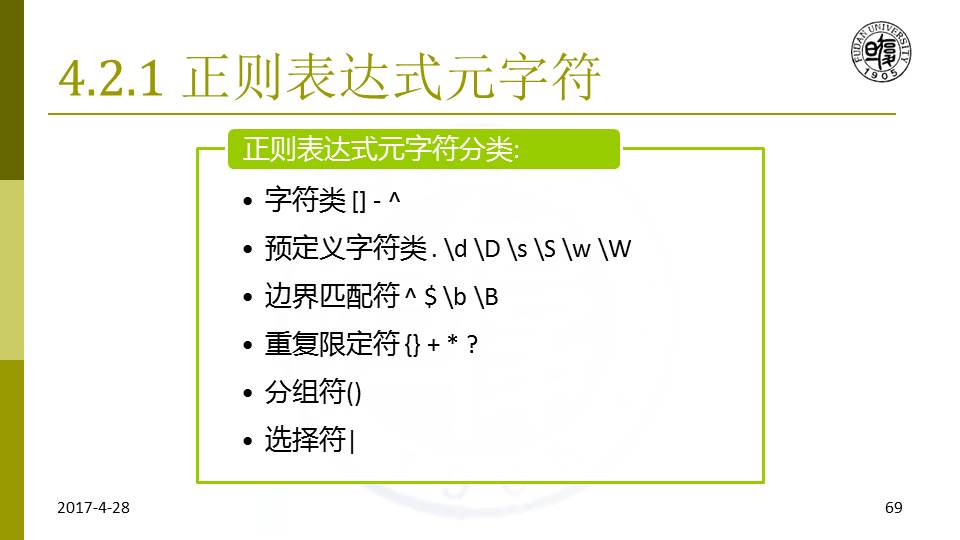 4.2.1 正则表达式元字符
FUDAN UNIVERSITY
1905
正则表达式元字符分类:
• 字符类 [] - ^
• 预定义字符类 . \d \D \s \S \w \W
• 边界匹配符 ^ $ \b \B
• 重复限定符 {} + * ?
• 分组符()
• 选择符|
2017-4-28
69